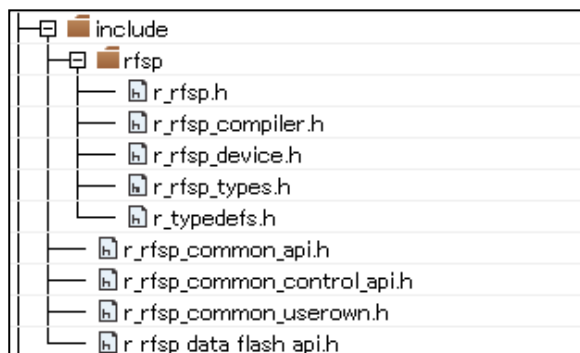 include
rfsp
r_rfsp.h
r_rfsp_compiler.h
r_rfsp_device.h
r_rfsp_types.h
r_typedefs.h
r_rfsp_common_api.h
r_rfsp_common_control_api.h
r_rfsp_common_userown.h
r_rfsp_data_flash_api.h